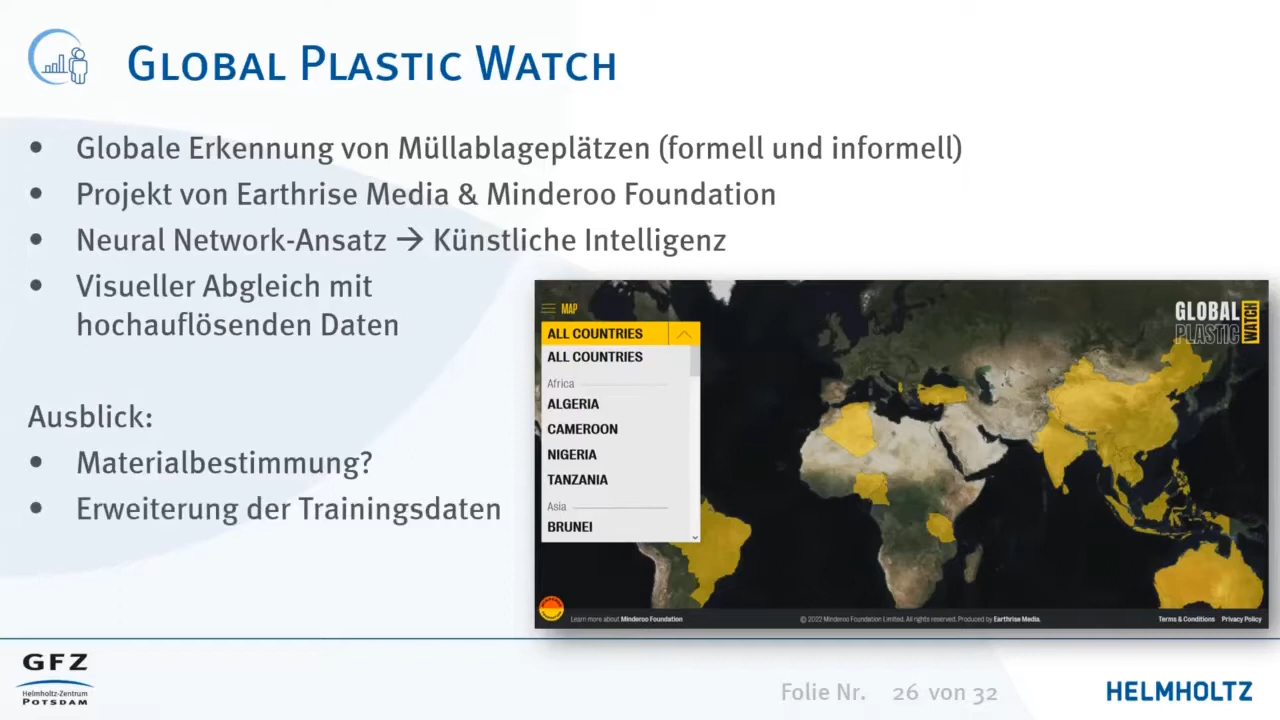 GLOBAL PLASTIC WATCH
• Globale Erkennung von Müllablageplätzen (formell und informell)
• Projekt von Earthrise Media & Minderoo Foundation
• Neural Network-Ansatz → Künstliche Intelligenz
• Visueller Abgleich mit
hochauflösenden Daten
Ausblick:
• Materialbestimmung?
• Erweiterung der Trainingsdaten
MAP
ALL COUNTRIES
ALL COUNTRIES
Africa
ALGERIA
CAMEROON
NIGERIA
TANZANIA
Asia
BRUNEI
GLOBAL
PLASTIC
WATCH
Learn more about Minderoo Foundation
© 2022 Minderoo Foundation Limited. All rights reserved. Produced by Earthrise Media.
Terms & Conditions Privacy Policy
GFZ
Helmholtz-Zentrum
POTSDAM
Folie Nr. 26 von 32
HELMHOLTZ